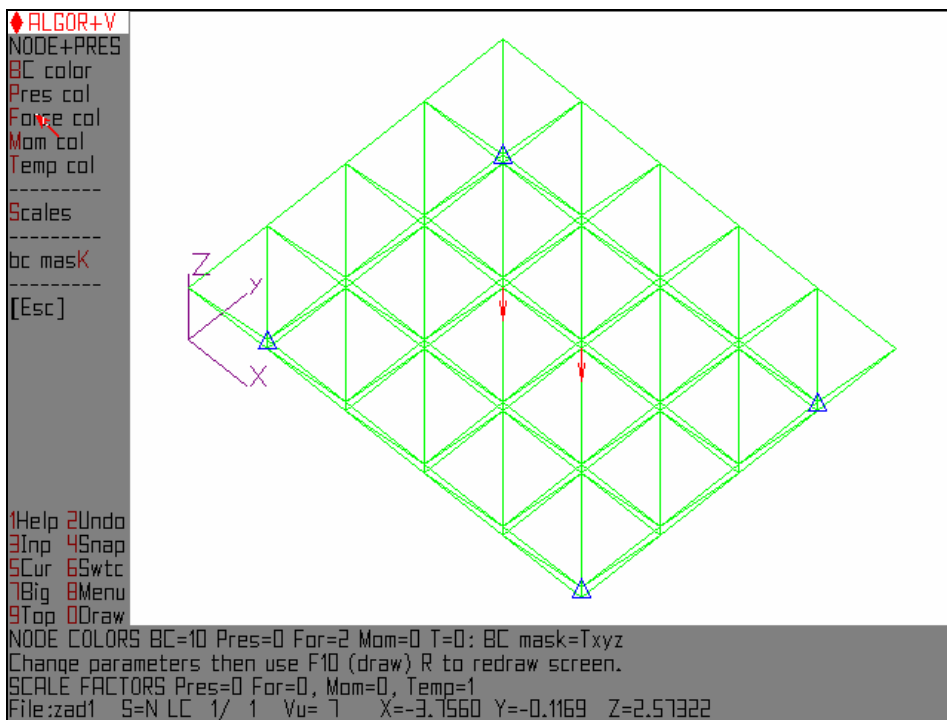 ALGOR+V
NODE+PRES
BC color
Pres col
Force col
Mom col
Temp col
---------
Scales
---------
bc masK
---------
[Esc]
Z
Y
X
1Help 2Undo
3Inp 4Snap
5Cur 6Swtc
7Big 8Menu
9Top 0Draw
NODE COLORS BC=10 Pres=0 For=2 Mom=0 T=0: BC mask=Txyz
Change parameters then use F10 (draw) R to redraw screen.
SCALE FACTORS Pres=0 For=0, Mom=0, Temp=1
File:zad1 S=N LC 1/ 1 Vu= 7 X=-3.7560 Y=-0.1169 Z=2.57322